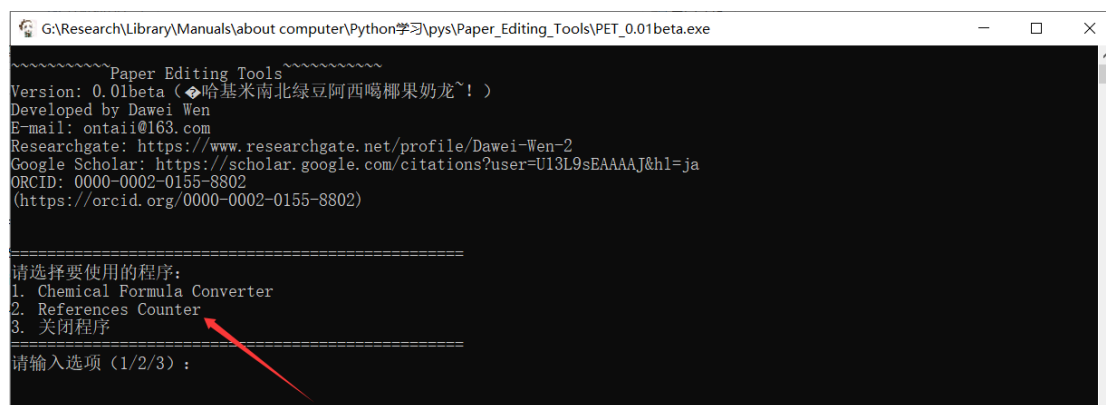 G:\Research\Library\Manuals\about computer\Python学习\pys\Paper_Editing_Tools\PET_0.01beta.exe
~~~~~~~~~~~Paper Editing Tools~~~~~~~~~~~
Version: 0.01beta（�哈基米南北绿豆阿西噶椰果奶龙~！）
Developed by Dawei Wen
E-mail: ontaii@163.com
Researchgate: https://www.researchgate.net/profile/Dawei-Wen-2
Google Scholar: https://scholar.google.com/citations?user=U13L9sEAAAAJ&hl=ja
ORCID: 0000-0002-0155-8802
(https://orcid.org/0000-0002-0155-8802)
==================================================
请选择要使用的程序：
1. Chemical Formula Converter
2. References Counter
3. 关闭程序
==================================================
请输入选项（1/2/3）：